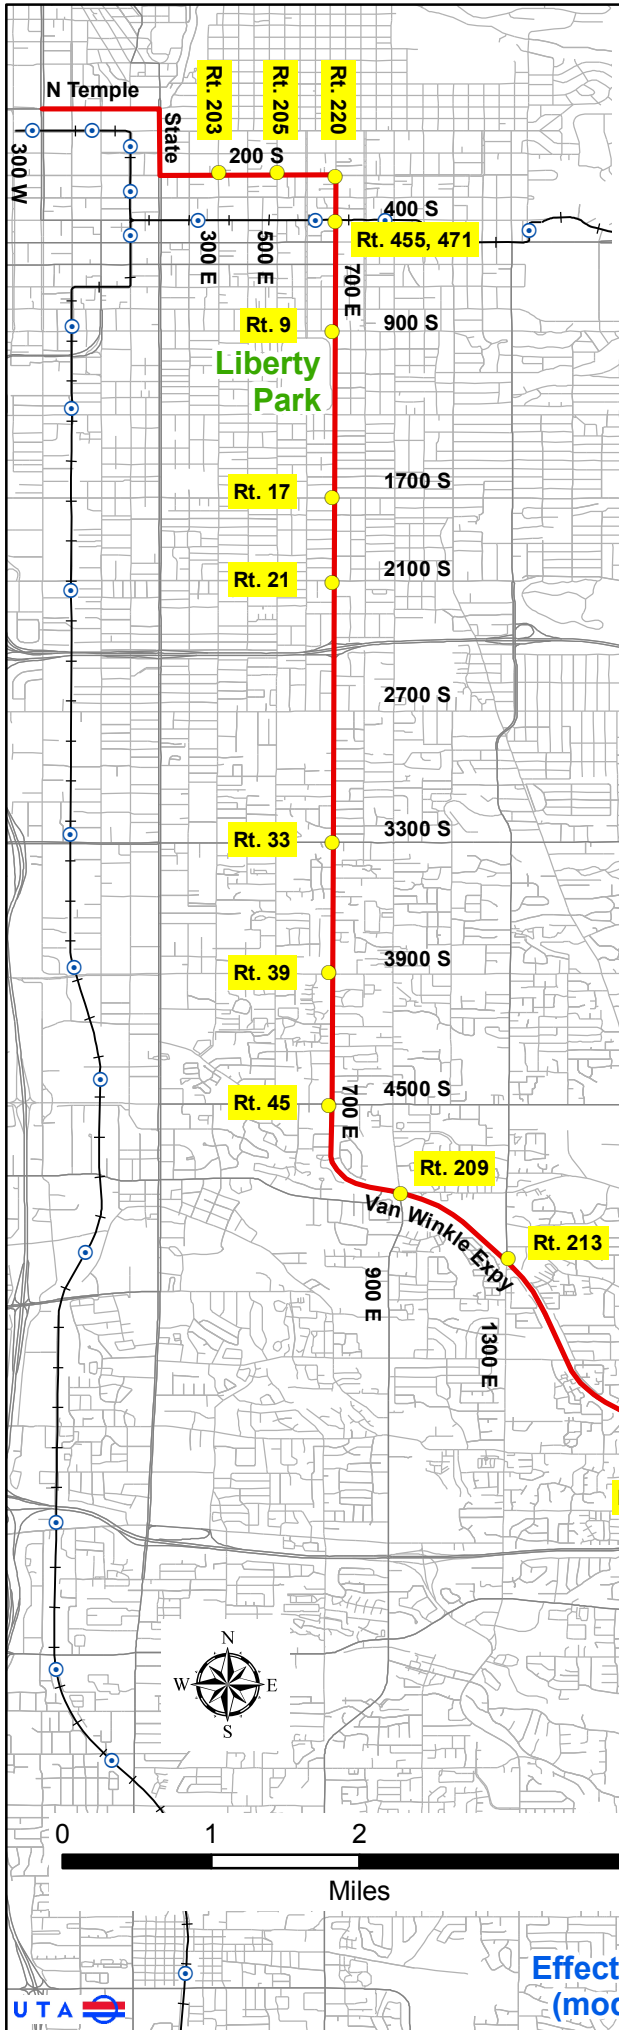 N Temple
Rt. 203
Rt. 205
Rt. 220
State
200 S
300 W
400 S
300 E
500 E
Rt. 455, 471
700 E
Rt. 9
900 S
Liberty
Park
Rt. 17
1700 S
Rt. 21
2100 S
2700 S
Rt. 33
3300 S
Rt. 39
3900 S
Rt. 45
700 E
4500 S
Rt. 209
Van Winkle Expy
Rt. 213
900 E
1300 E
N
W E
S
0 1 2
Miles
Effect
(moc
U T A